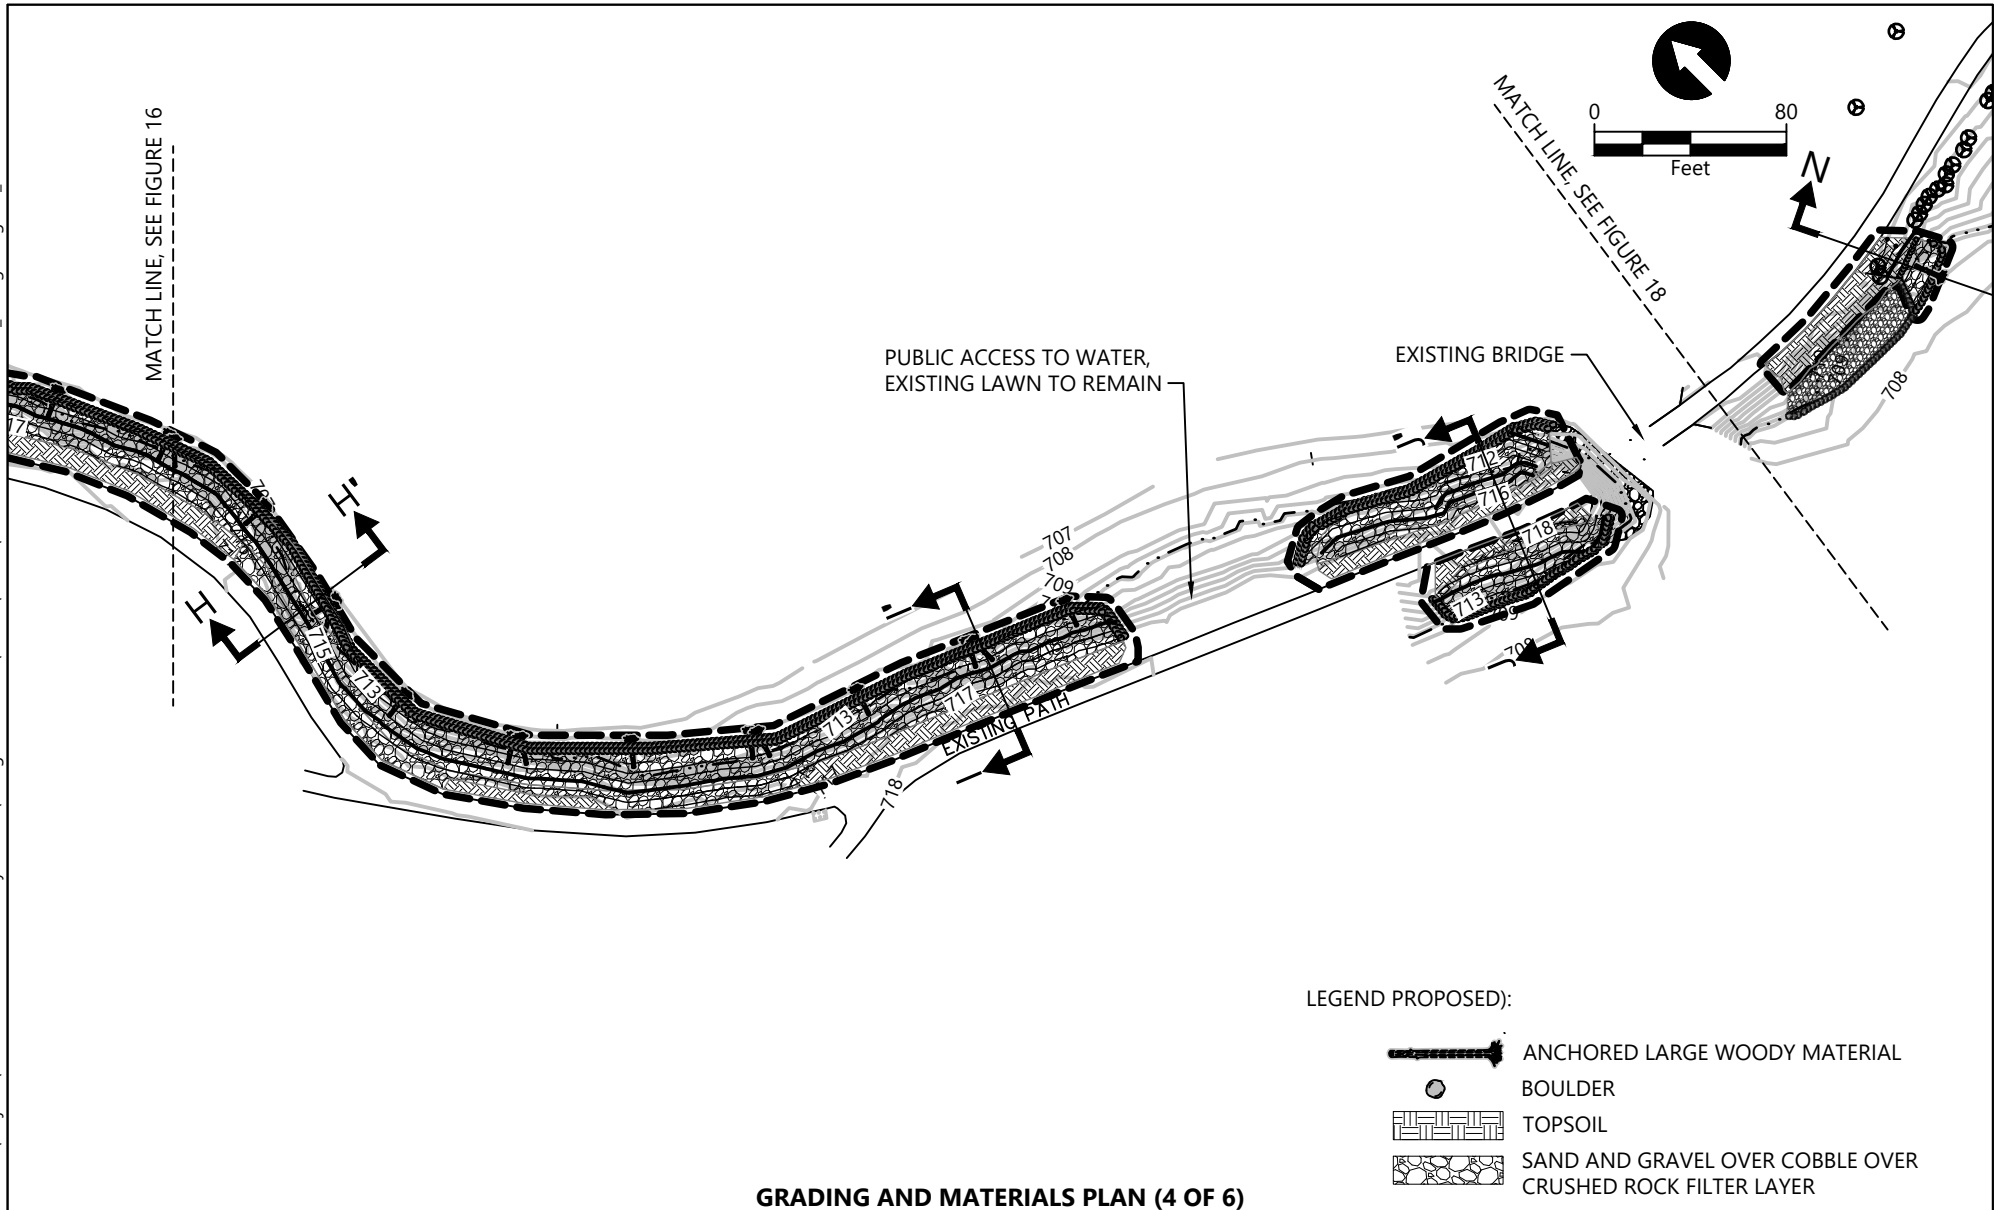 MATCH LINE, SEE FIGURE 16
0 80
Feet
MATCH LINE, SEE FIGURE 18
N
PUBLIC ACCESS TO WATER,
EXISTING LAWN TO REMAIN
EXISTING BRIDGE
708
H'
H
715
713
707
708
709
713
717
EXISTING PATH
718
712
716
718
713
709
708
LEGEND PROPOSED):
ANCHORED LARGE WOODY MATERIAL
BOULDER
TOPSOIL
SAND AND GRAVEL OVER COBBLE OVER
CRUSHED ROCK FILTER LAYER
GRADING AND MATERIALS PLAN (4 OF 6)